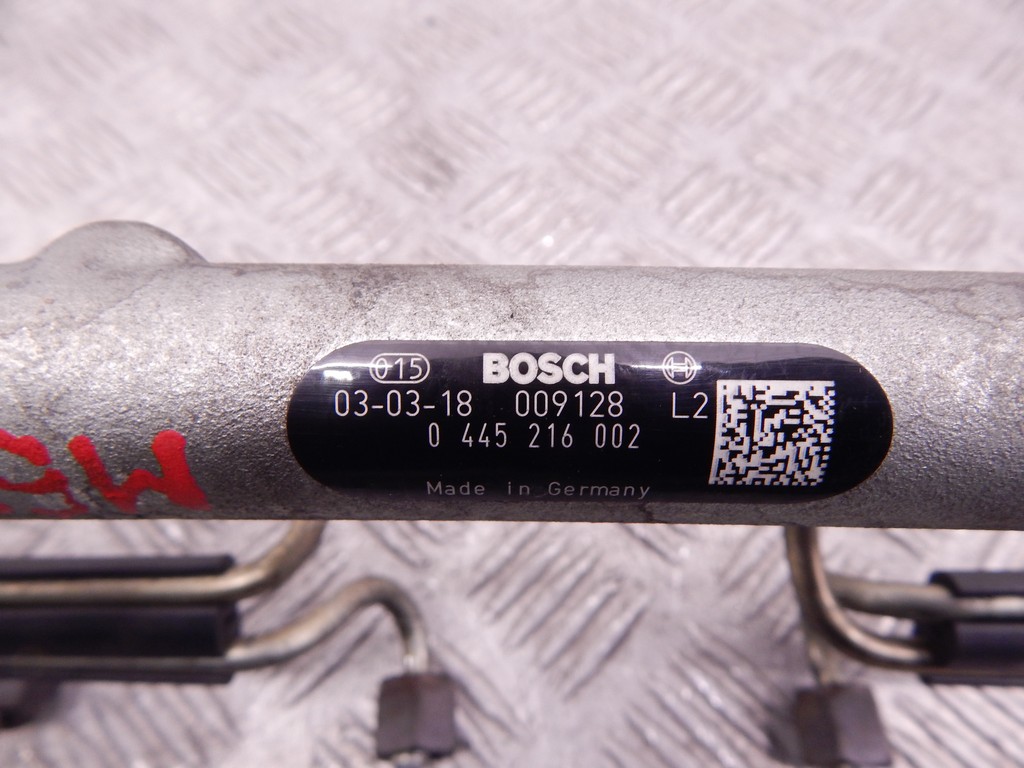 015 BOSCH
03-03-18 009128 L2
0 445 216 002
Made in Germany